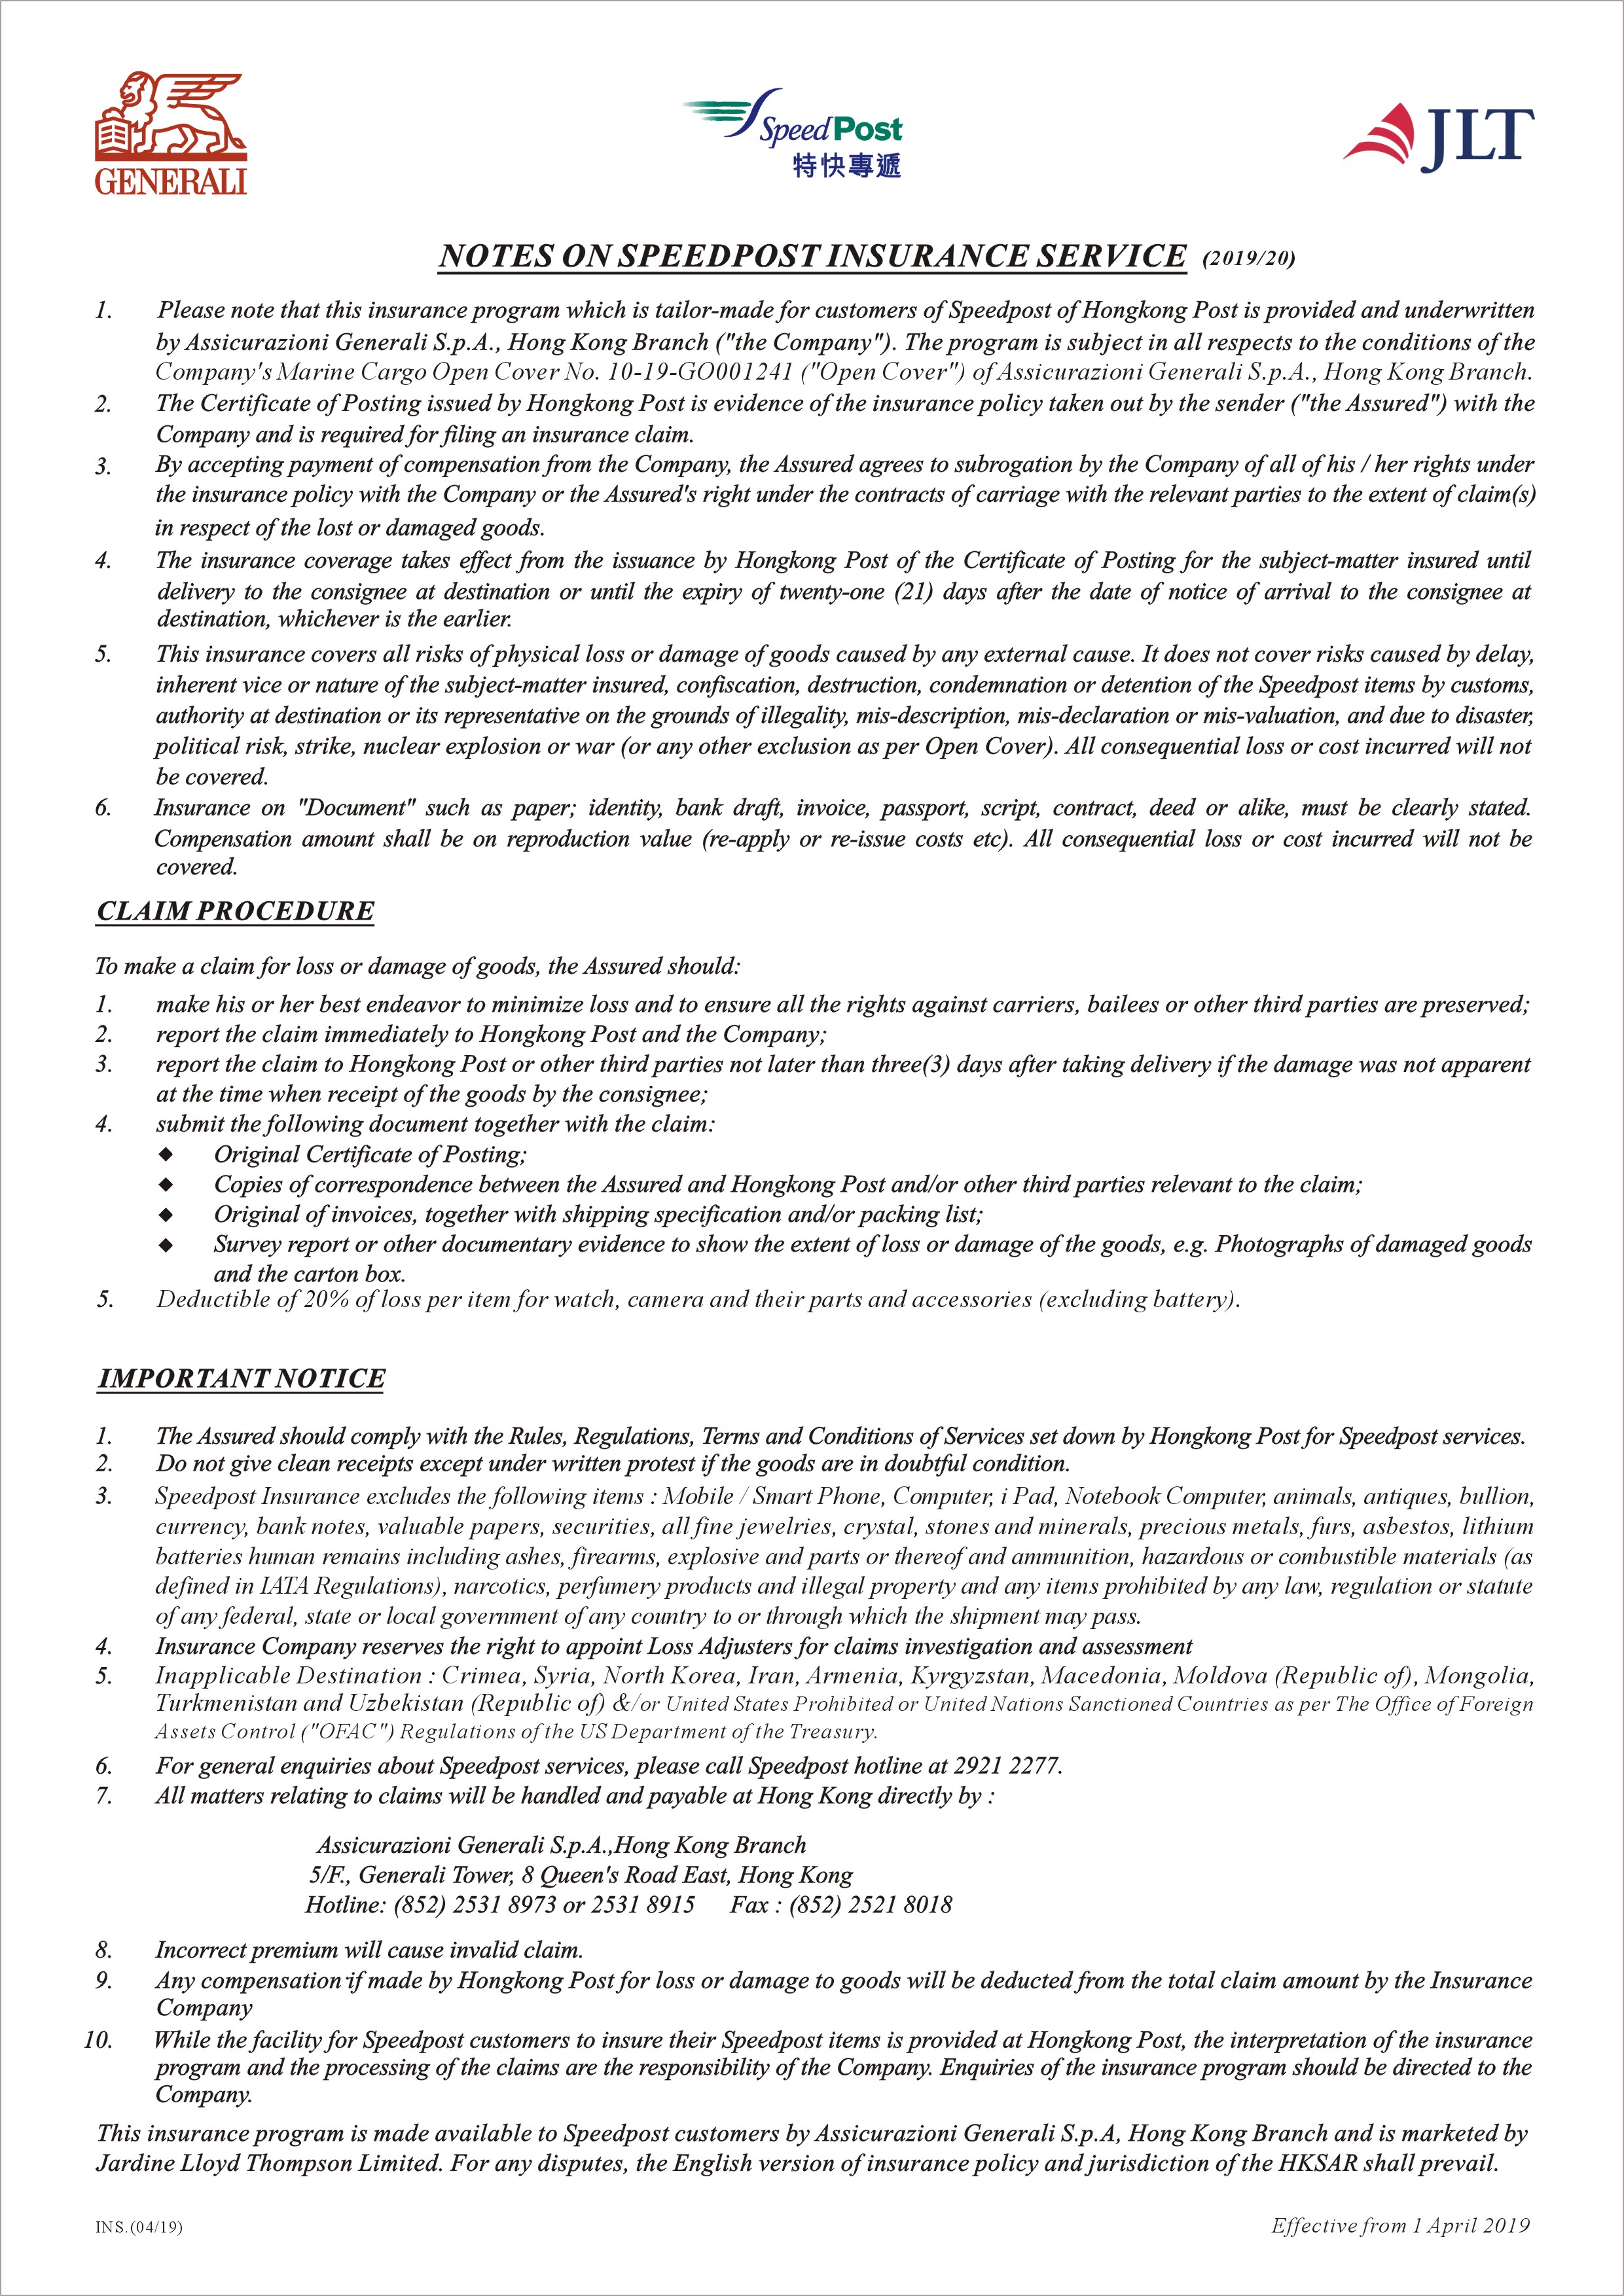 GENERALI
SpeedPost
特快專遞
JLT
NOTES ON SPEEDPOST INSURANCE SERVICE (2019/20)
1. Please note that this insurance program which is tailor-made for customers of Speedpost of Hongkong Post is provided and underwritten
by Assicurazioni Generali S.p.A., Hong Kong Branch ("the Company"). The program is subject in all respects to the conditions of the
Company's Marine Cargo Open Cover No. 10-19-GO001241 ("Open Cover") of Assicurazioni Generali S.p.A., Hong Kong Branch.
2. The Certificate of Posting issued by Hongkong Post is evidence of the insurance policy taken out by the sender ("the Assured") with the
Company and is required for filing an insurance claim.
3. By accepting payment of compensation from the Company, the Assured agrees to subrogation by the Company of all of his / her rights under
the insurance policy with the Company or the Assured's right under the contracts of carriage with the relevant parties to the extent of claim(s)
in respect of the lost or damaged goods.
4. The insurance coverage takes effect from the issuance by Hongkong Post of the Certificate of Posting for the subject-matter insured until
delivery to the consignee at destination or until the expiry of twenty-one (21) days after the date of notice of arrival to the consignee at
destination, whichever is the earlier.
5. This insurance covers all risks of physical loss or damage of goods caused by any external cause. It does not cover risks caused by delay,
inherent vice or nature of the subject-matter insured, confiscation, destruction, condemnation or detention of the Speedpost items by customs,
authority at destination or its representative on the grounds of illegality, mis-description, mis-declaration or mis-valuation, and due to disaster,
political risk, strike, nuclear explosion or war (or any other exclusion as per Open Cover). All consequential loss or cost incurred will not
be covered.
6. Insurance on "Document" such as paper; identity, bank draft, invoice, passport, script, contract, deed or alike, must be clearly stated.
Compensation amount shall be on reproduction value (re-apply or re-issue costs etc). All consequential loss or cost incurred will not be
covered.
CLAIM PROCEDURE
To make a claim for loss or damage of goods, the Assured should:
1. make his or her best endeavor to minimize loss and to ensure all the rights against carriers, bailees or other third parties are preserved;
2. report the claim immediately to Hongkong Post and the Company;
3. report the claim to Hongkong Post or other third parties not later than three(3) days after taking delivery if the damage was not apparent
at the time when receipt of the goods by the consignee;
4. submit the following document together with the claim:
◆ Original Certificate of Posting;
◆ Copies of correspondence between the Assured and Hongkong Post and/or other third parties relevant to the claim;
◆ Original of invoices, together with shipping specification and/or packing list;
◆ Survey report or other documentary evidence to show the extent of loss or damage of the goods, e.g. Photographs of damaged goods
and the carton box.
5. Deductible of 20% of loss per item for watch, camera and their parts and accessories (excluding battery).
IMPORTANT NOTICE
1. The Assured should comply with the Rules, Regulations, Terms and Conditions of Services set down by Hongkong Post for Speedpost services.
2. Do not give clean receipts except under written protest if the goods are in doubtful condition.
3. Speedpost Insurance excludes the following items : Mobile / Smart Phone, Computer, i Pad, Notebook Computer, animals, antiques, bullion,
currency, bank notes, valuable papers, securities, all fine jewelries, crystal, stones and minerals, precious metals, furs, asbestos, lithium
batteries human remains including ashes, firearms, explosive and parts or thereof and ammunition, hazardous or combustible materials (as
defined in IATA Regulations), narcotics, perfumery products and illegal property and any items prohibited by any law, regulation or statute
of any federal, state or local government of any country to or through which the shipment may pass.
4. Insurance Company reserves the right to appoint Loss Adjusters for claims investigation and assessment
5. Inapplicable Destination : Crimea, Syria, North Korea, Iran, Armenia, Kyrgyzstan, Macedonia, Moldova (Republic of), Mongolia,
Turkmenistan and Uzbekistan (Republic of) &/or United States Prohibited or United Nations Sanctioned Countries as per The Office of Foreign
Assets Control ("OFAC") Regulations of the US Department of the Treasury.
6. For general enquiries about Speedpost services, please call Speedpost hotline at 2921 2277.
7. All matters relating to claims will be handled and payable at Hong Kong directly by :
Assicurazioni Generali S.p.A.,Hong Kong Branch
5/F., Generali Tower, 8 Queen's Road East, Hong Kong
Hotline: (852) 2531 8973 or 2531 8915 Fax : (852) 2521 8018
8. Incorrect premium will cause invalid claim.
9. Any compensation if made by Hongkong Post for loss or damage to goods will be deducted from the total claim amount by the Insurance
Company
10. While the facility for Speedpost customers to insure their Speedpost items is provided at Hongkong Post, the interpretation of the insurance
program and the processing of the claims are the responsibility of the Company. Enquiries of the insurance program should be directed to the
Company.
This insurance program is made available to Speedpost customers by Assicurazioni Generali S.p.A, Hong Kong Branch and is marketed by
Jardine Lloyd Thompson Limited. For any disputes, the English version of insurance policy and jurisdiction of the HKSAR shall prevail.
INS.(04/19)
Effective from 1 April 2019